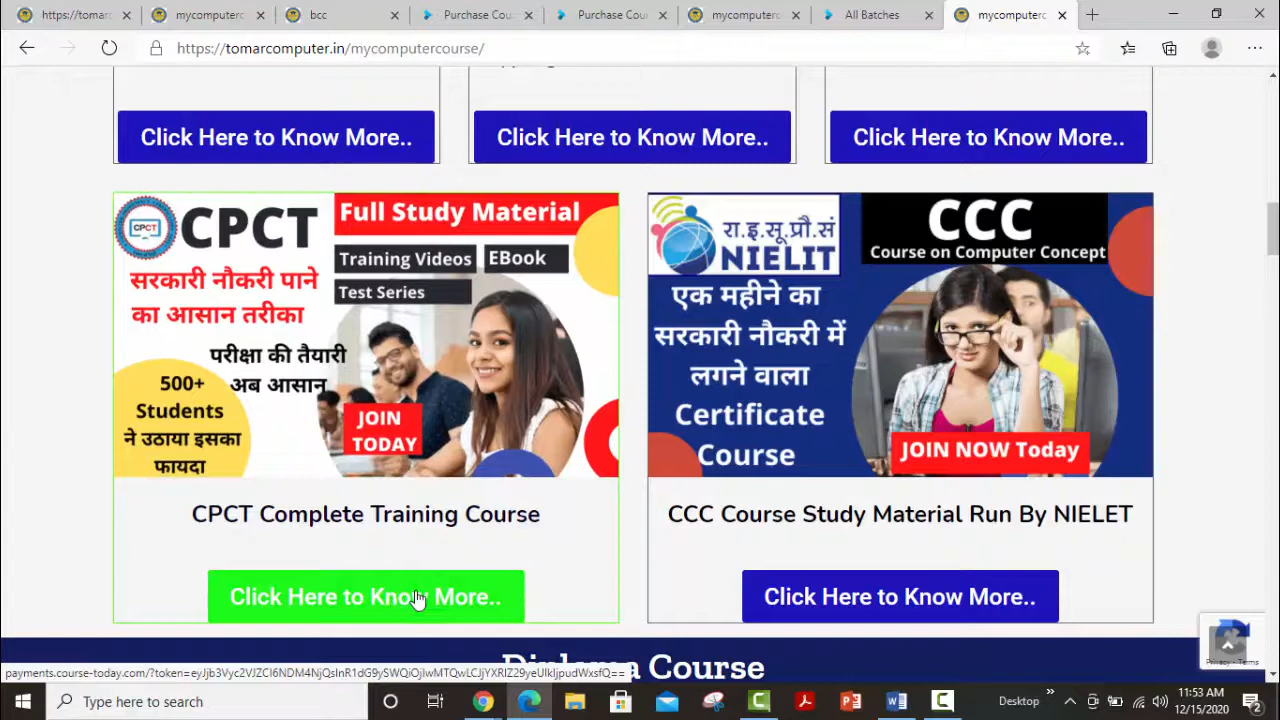 https://tomarc
mycomputerc
bcc
Purchase Cou
Purchase Cou
mycomputerc
All Batches
mycomputerc
https://tomarcomputer.in/mycomputercourse/
Click Here to Know More..
Click Here to Know More..
Click Here to Know More..
CPCT
CPCT
Full Study Material
Training Videos
EBook
Test Series
सरकारी नौकरी पाने
का आसान तरीका
परीक्षा की तैयारी
अब आसान
500+
Students
ने उठाया इसका
फायदा
JOIN
TODAY
रा.इ.सू.प्रौ.सं
NIELIT
CCC
Course on Computer Concept
एक महीने का
सरकारी नौकरी में
लगने वाला
Certificate
Course
JOIN NOW Today
CPCT Complete Training Course
CCC Course Study Material Run By NIELET
Click Here to Know More..
Click Here to Know More..
Diploma Course
Privacy - Terms
Type here to search
Desktop
11:53 AM
12/15/2020
2